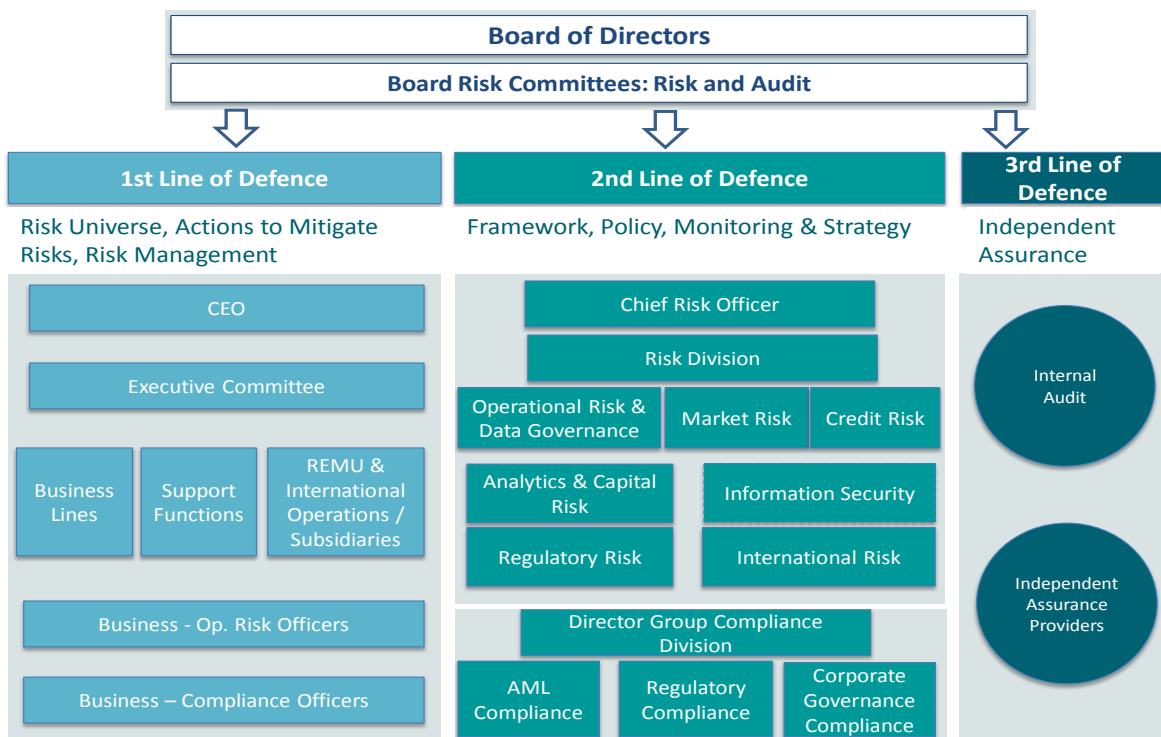 Board of Directors
Board Risk Committees: Risk and Audit
1st Line of Defence
Risk Universe, Actions to Mitigate
Risks, Risk Management
CEO
Executive Committee
Business
Lines
Support
Functions
REMU &
International
Operations /
Subsidiaries
Business - Op. Risk Officers
Business – Compliance Officers
2nd Line of Defence
Framework, Policy, Monitoring & Strategy
Chief Risk Officer
Risk Division
Operational Risk &
Data Governance
Market Risk
Credit Risk
Analytics & Capital
Risk
Information Security
Regulatory Risk
International Risk
Director Group Compliance
Division
AML
Compliance
Regulatory
Compliance
Corporate
Governance
Compliance
3rd Line of
Defence
Independent
Assurance
Internal
Audit
Independent
Assurance
Providers